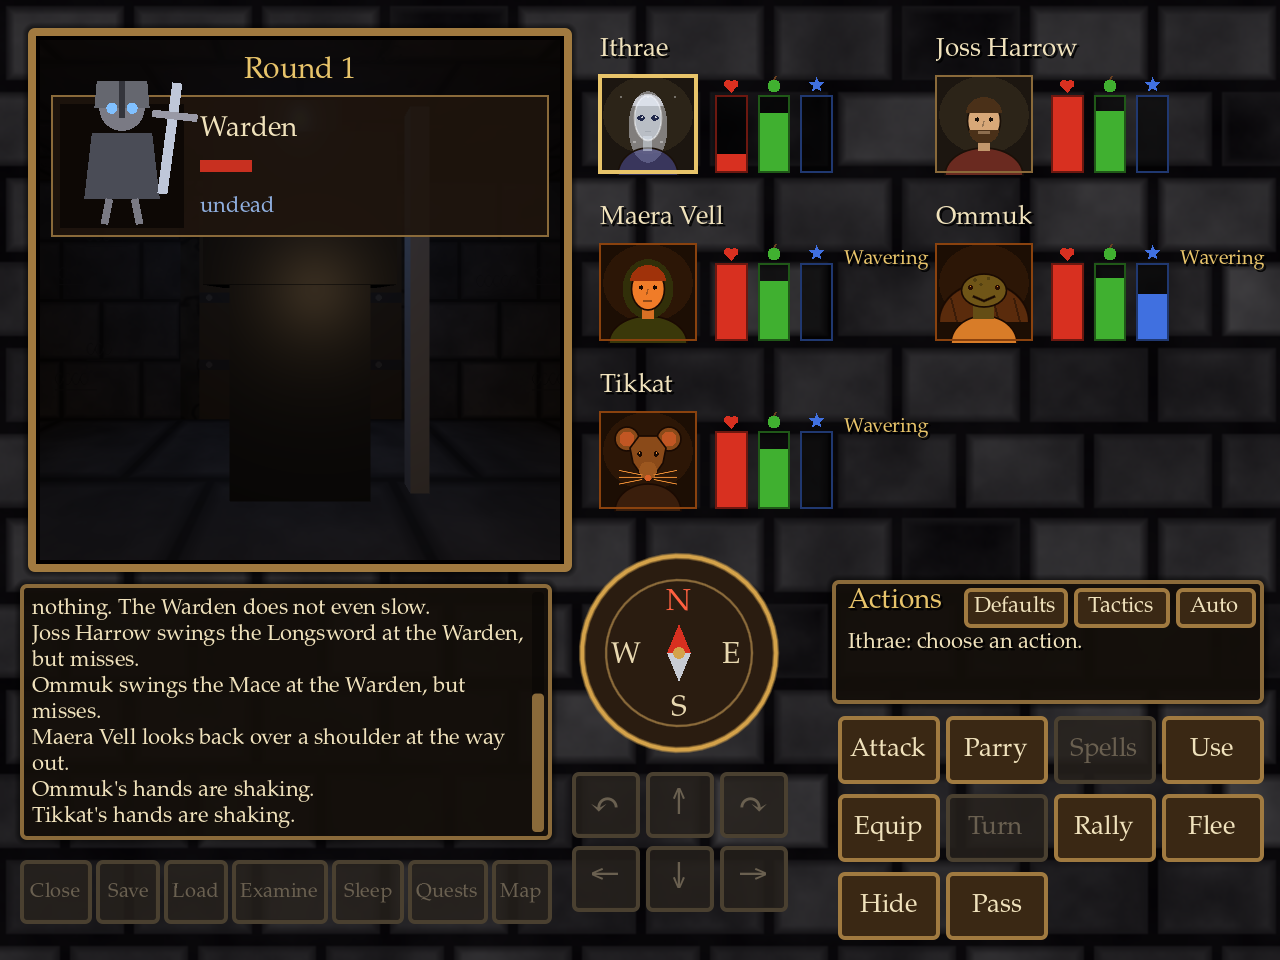 Round 1
Warden
undead
Ithrae
Joss Harrow
Maera Vell
Wavering
Ommuk
Wavering
Tikkat
Wavering
nothing. The Warden does not even slow.
Joss Harrow swings the Longsword at the Warden,
but misses.
Ommuk swings the Mace at the Warden, but
misses.
Maera Vell looks back over a shoulder at the way
out.
Ommuk's hands are shaking.
Tikkat's hands are shaking.
N
W E
S
Actions Defaults Tactics Auto
Ithrae: choose an action.
Attack Parry Spells Use
Equip Turn Rally Flee
Hide Pass
Close Save Load Examine Sleep Quests Map